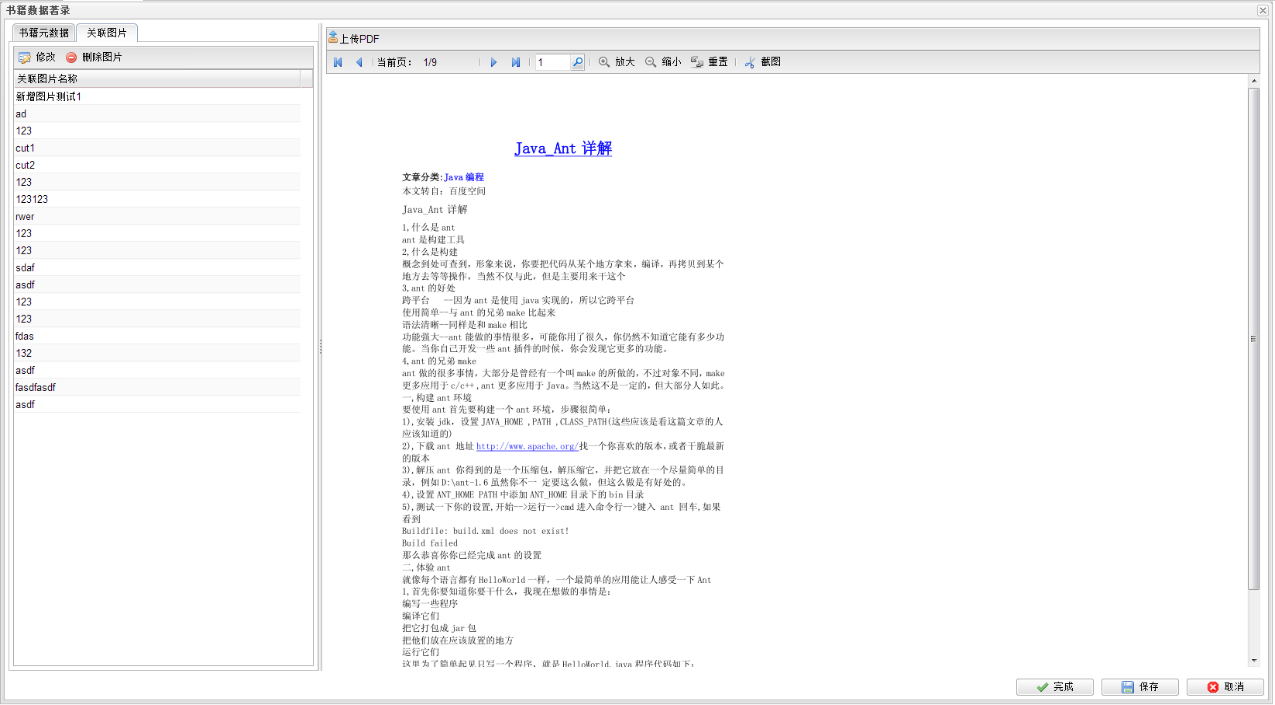 书籍数据著录
书籍元数据 关联图片
修改 删除图片
关联图片名称
新增图片测试1
ad
123
cut1
cut2
123
123123
rwer
123
123
sdaf
asdf
123
123
fdas
132
asdf
fasdfasdf
asdf
上传PDF
当前页: 1/9 1 放大 缩小 重置 截图
Java_Ant 详解
文章分类:Java 编程
本文转自: 百度空间
Java_Ant 详解
1,什么是 ant
ant 是构建工具
2,什么是构建
概念到处可查到,形象来说,你要把代码从某个地方拿来,编译,再拷贝到某个
地方去等等操作,当然不仅与此,但是主要用来干这个
3,ant 的好处
跨平台 --因为 ant 是使用 java 实现的,所以它跨平台
使用简单--与 ant 的兄弟 make 比起来
语法清晰--同样是和 make 相比
功能强大--ant 能做的事情很多,可能你用了很久,你仍然不知道它能有多少功
能。当你自己开发一些 ant 插件的时候,你会发现它更多的功能。
4,ant 的兄弟 make
ant 做的很多事情,大部分是曾经有一个叫 make 的所做的,不过对象不同,make
更多应用于 c/c++ ,ant 更多应用于 Java。当然这不是一定的,但大部分人如此。
一,构建 ant 环境
要使用 ant 首先要构建一个 ant 环境,步骤很简单:
1),安装 jdk,设置 JAVA_HOME ,PATH ,CLASS_PATH(这些应该是看这篇文章的人
应该知道的)
2),下载 ant 地址 http://www.apache.org/找一个你喜欢的版本,或者干脆最新
的版本
3),解压 ant 你得到的是一个压缩包,解压缩它,并把它放在一个尽量简单的目
录,例如 D:\ant-1.6 虽然你不一 定要这么做,但这么做是有好处的。
4),设置 ANT_HOME PATH 中添加 ANT_HOME 目录下的 bin 目录
5),测试一下你的设置,开始-->运行-->cmd 进入命令行-->键入 ant 回车,如果
看到
Buildfile: build.xml does not exist!
Build failed
那么恭喜你你已经完成 ant 的设置
二,体验 ant
就像每个语言都有 HelloWorld 一样,一个最简单的应用能让人感受一下 Ant
1,首先你要知道你要干什么,我现在想做的事情是:
编写一些程序
编译它们
把它打包成 jar 包
把他们放在应该放置的地方
运行它们
这里为了简单起见只写一个程序,就是 HelloWorld.java 程序代码如下:
完成 保存 取消